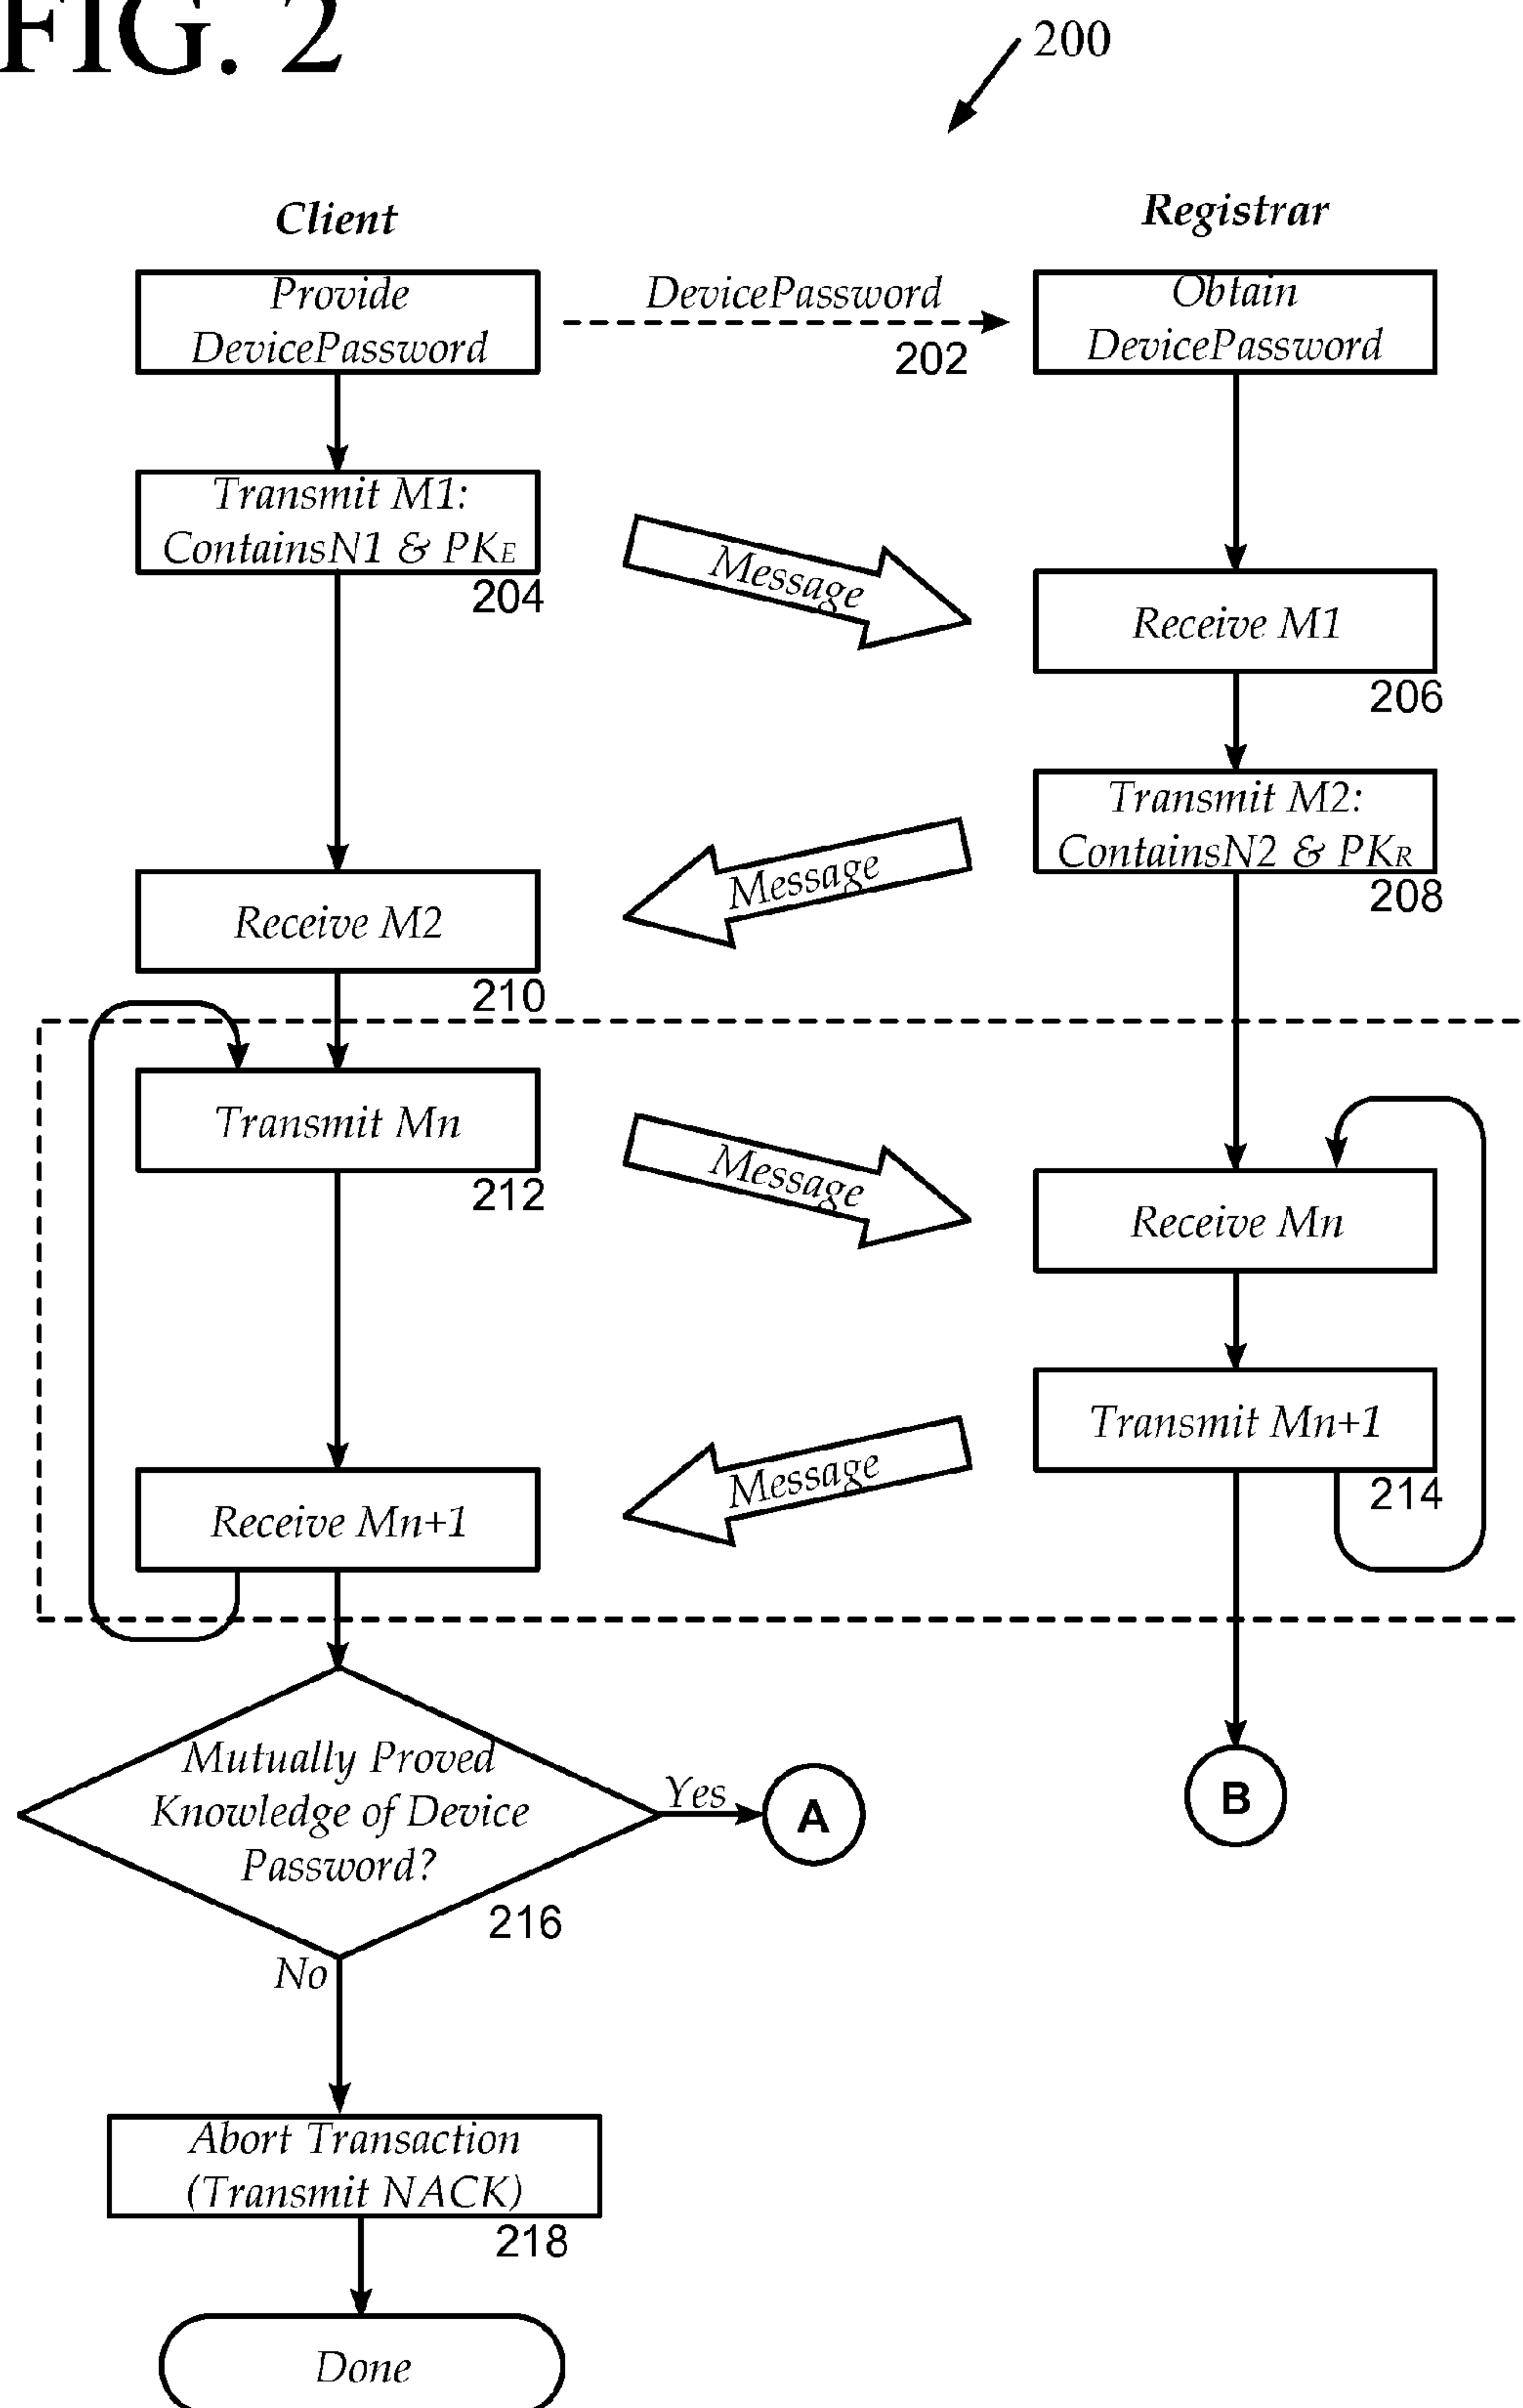 FIG. 2
200
Client
Registrar
Provide
DevicePassword
DevicePassword
202
Obtain
DevicePassword
Transmit M1:
ContainsN1 & PKE
204
Message
Receive M1
206
Transmit M2:
ContainsN2 & PKR
208
Message
Receive M2
210
Transmit Mn
212
Message
Receive Mn
Transmit Mn+1
214
Message
Receive Mn+1
Mutually Proved
Knowledge of Device
Password?
216
Yes
A
B
No
Abort Transaction
(Transmit NACK)
218
Done